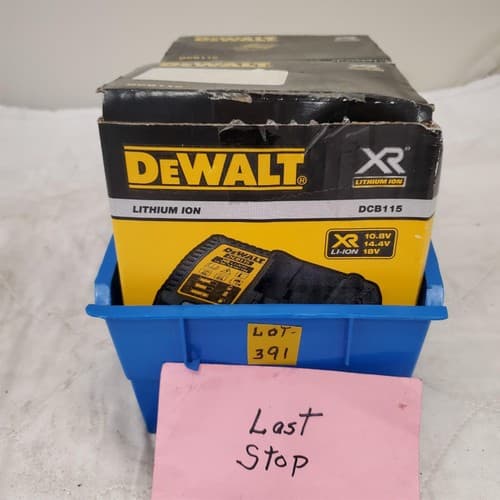 DCB115
DEWALT®
XR
LITHIUM ION
LITHIUM ION
DCB115
XR
LI-ION
10.8V
14.4V
18V
DEWALT
LOT-
391
Last
Stop